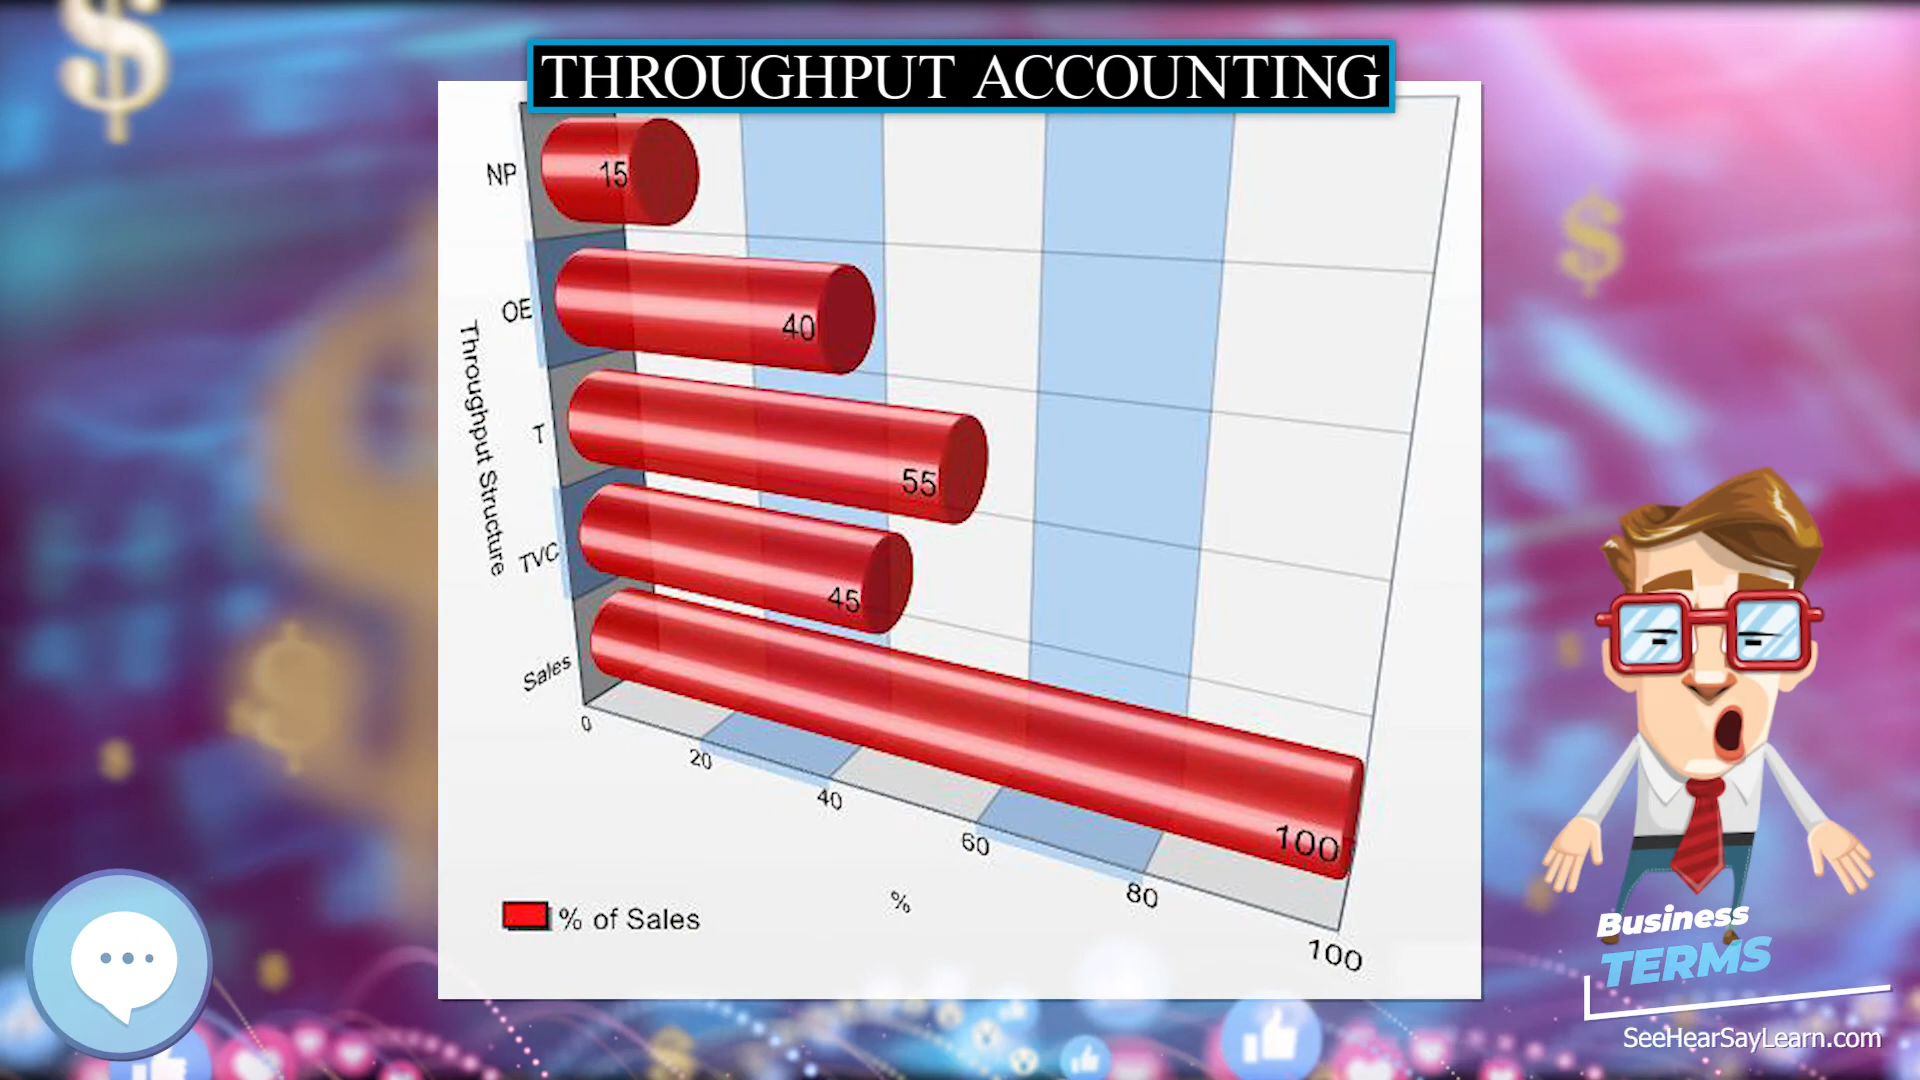 THROUGHPUT ACCOUNTING
NP
15
OE
40
T
55
TVC
45
Sales
100
Throughput Structure
0
20
40
60
80
100
%
% of Sales
Business
TERMS
SeeHearSayLearn.com